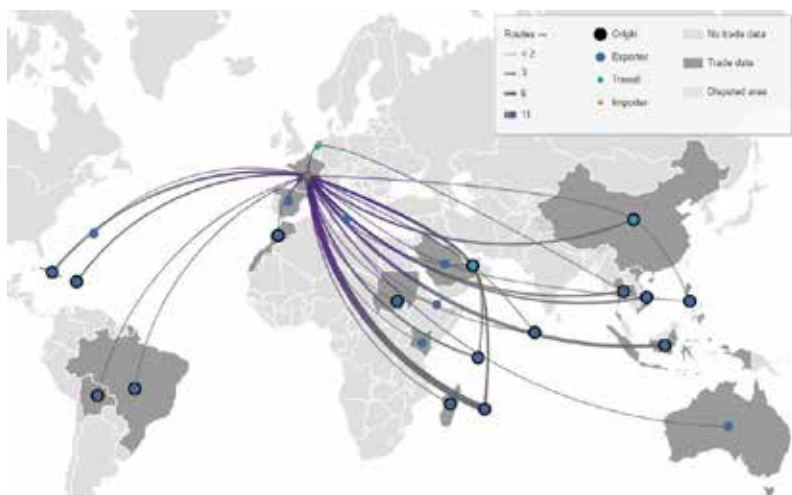 Routes —
< 2
3
6
11
Origin
Exporter
Transit
Importer
No trade data
Trade data
Disputed area